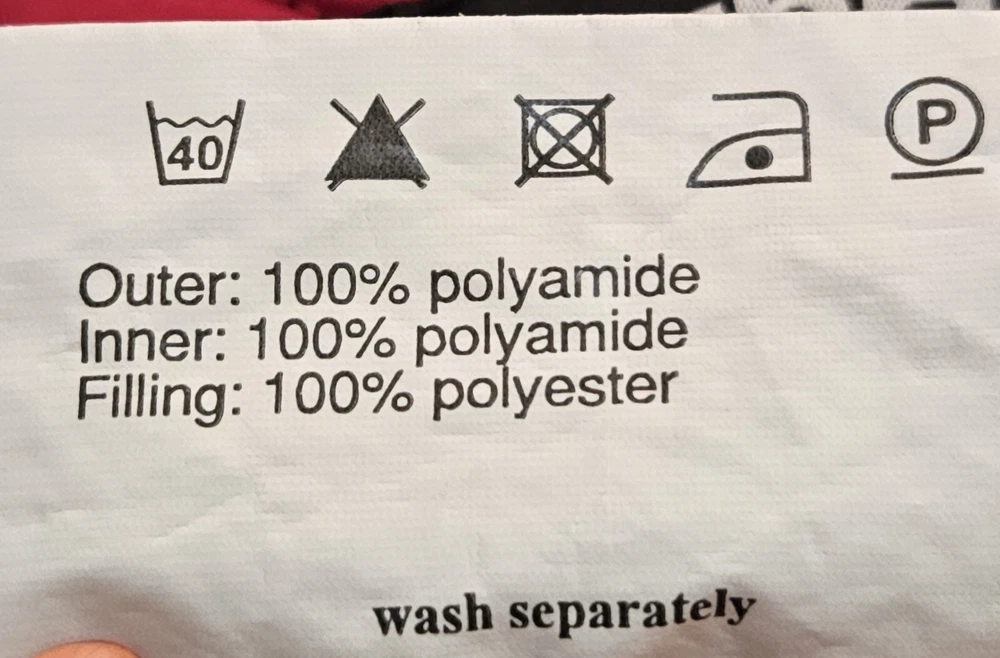 40 P
Outer: 100% polyamide
Inner: 100% polyamide
Filling: 100% polyester
wash separately